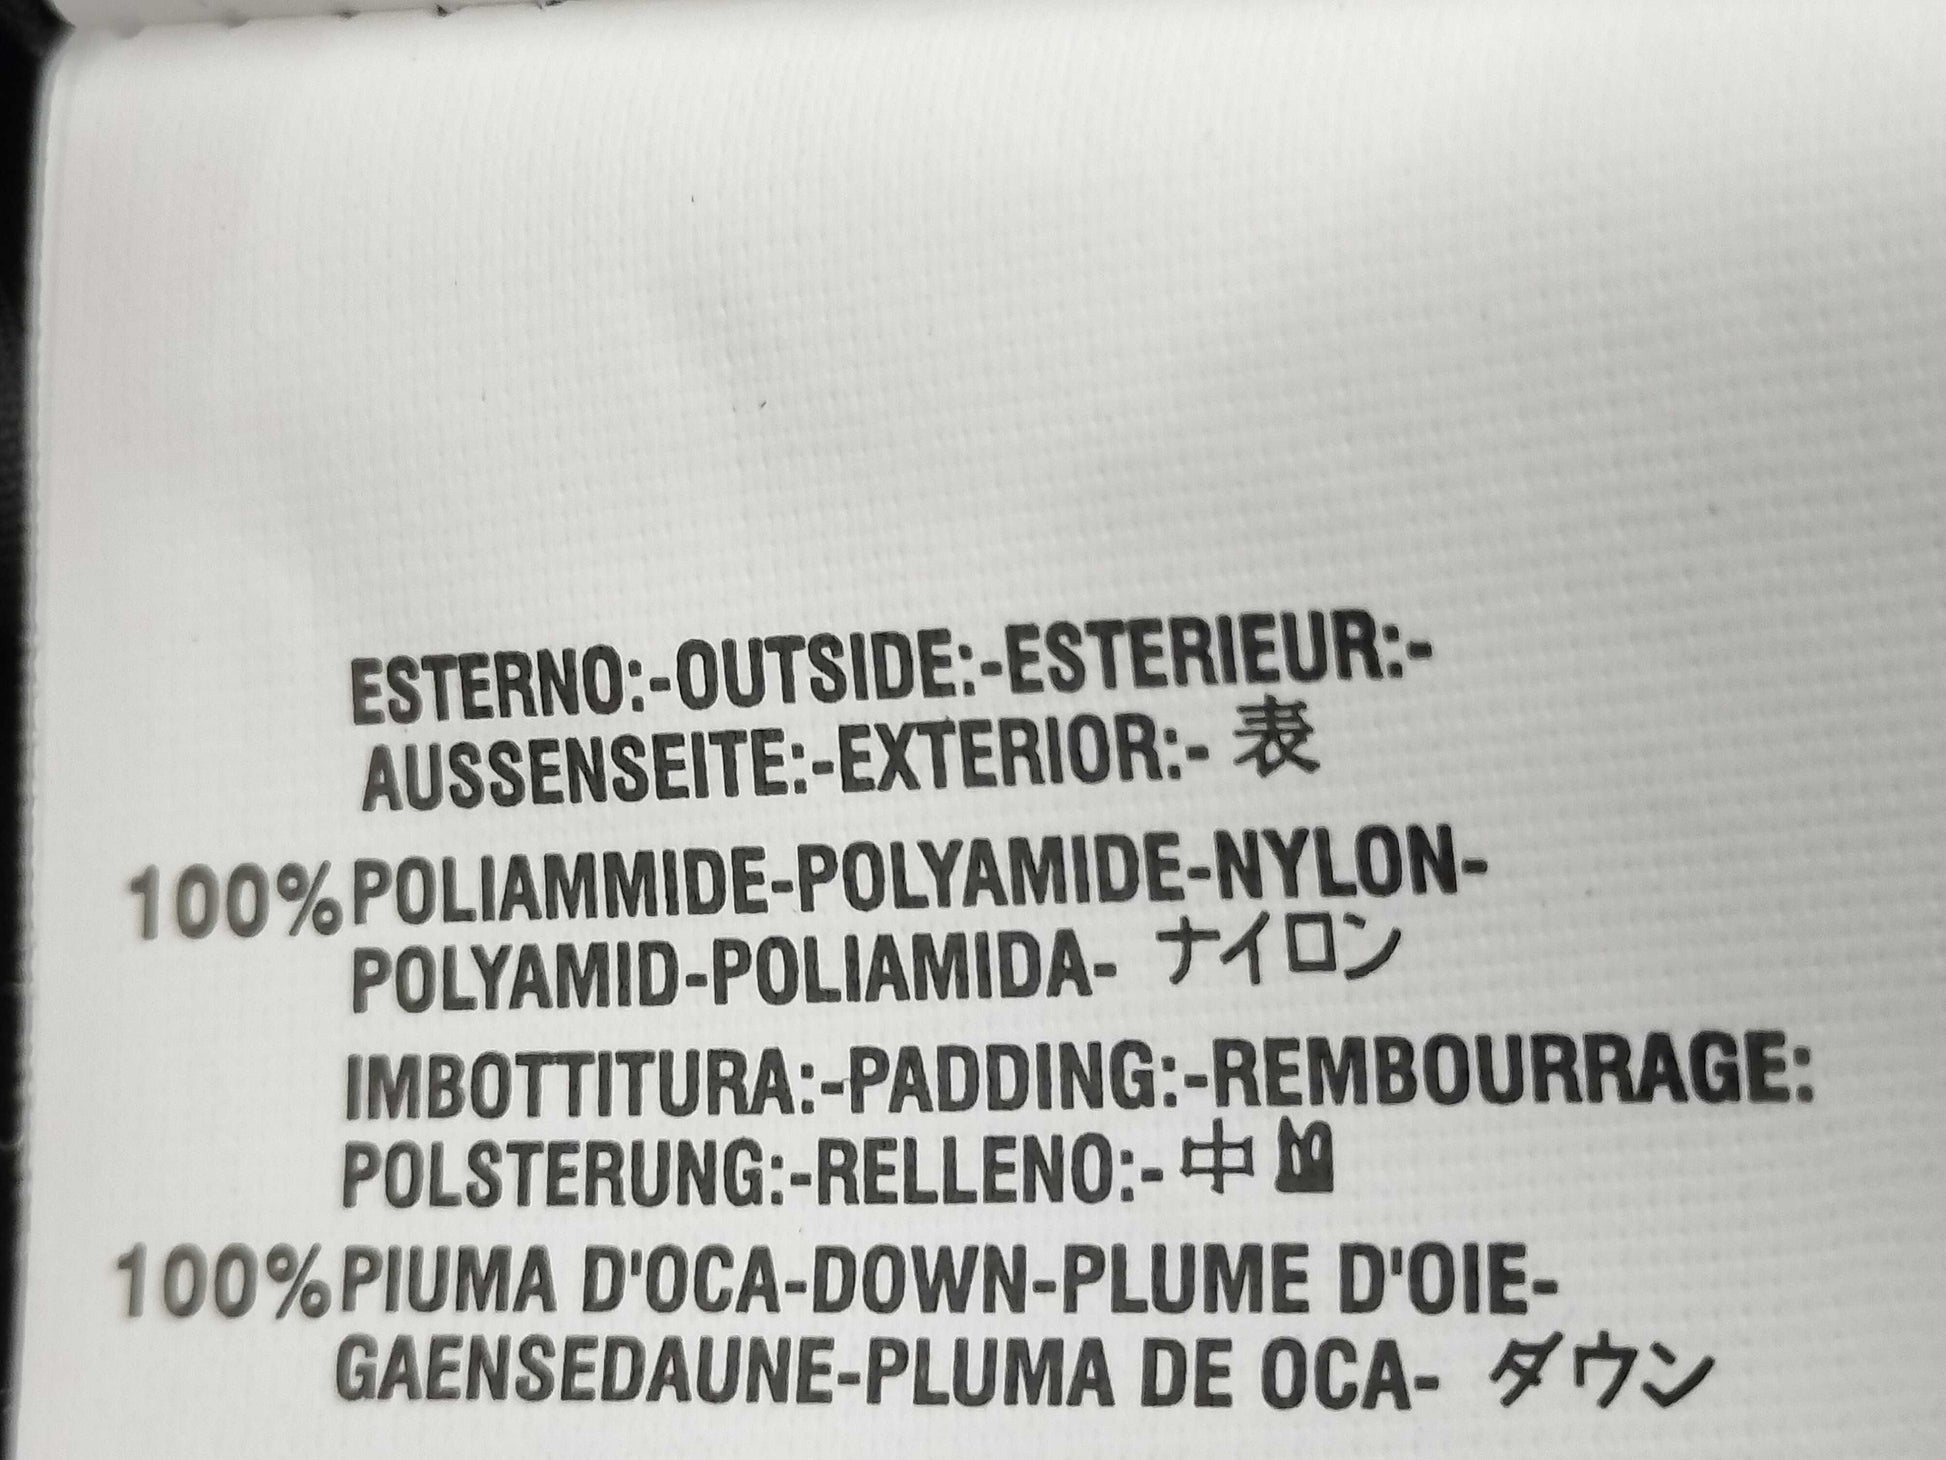 ESTERNO:-OUTSIDE:-ESTERIEUR:-
AUSSENSEITE:-EXTERIOR:- 表
100%POLIAMMIDE-POLYAMIDE-NYLON-
POLYAMID-POLIAMIDA- ナイロン
IMBOTTITURA:-PADDING:-REMBOURRAGE:
POLSTERUNG:-RELLENO:- 中
100%PIUMA D'OCA-DOWN-PLUME D'OIE-
GAENSEDAUNE-PLUMA DE OCA- ダウン